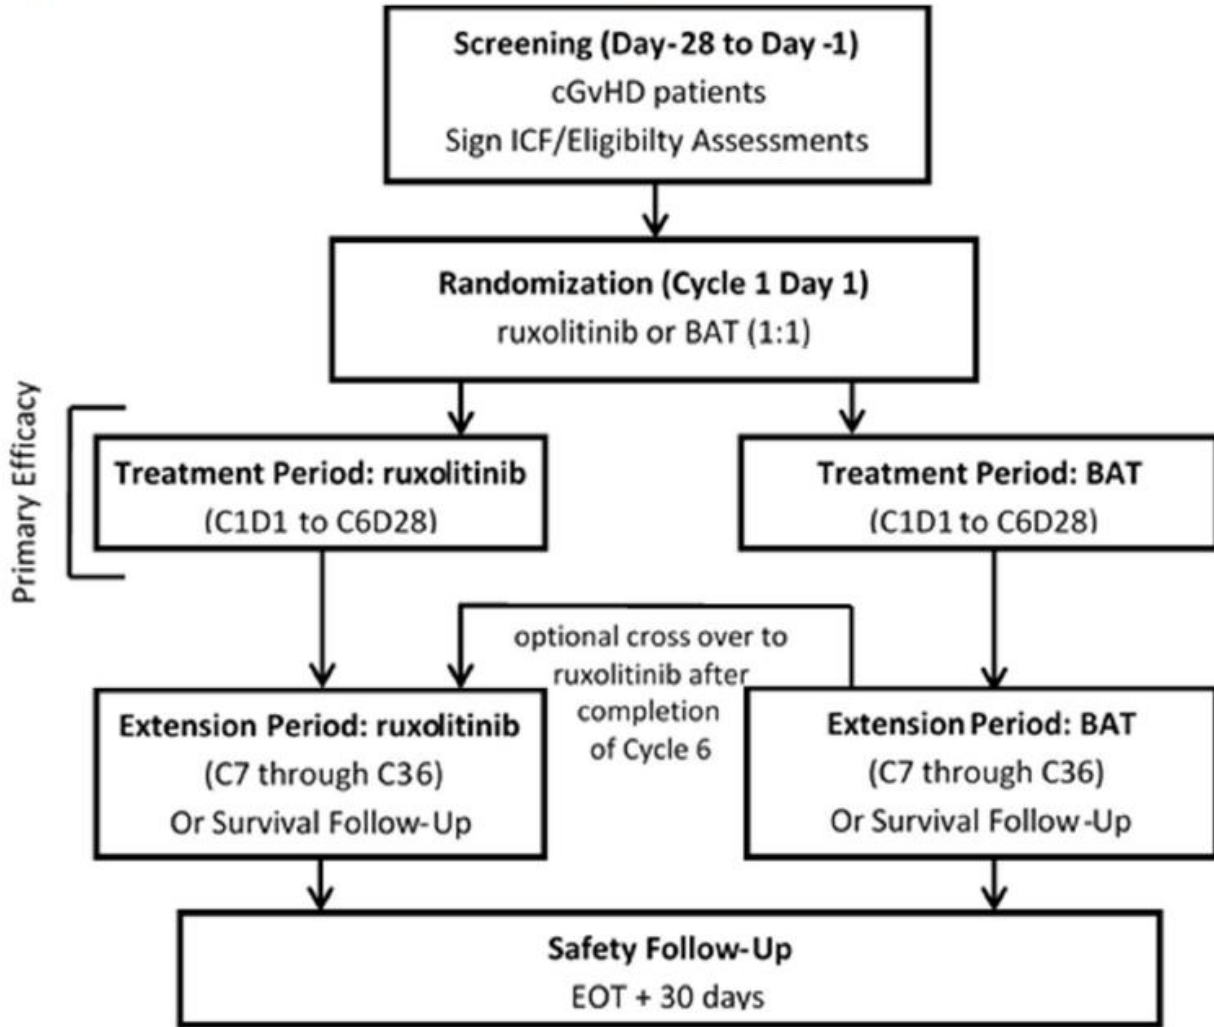 Screening (Day-28 to Day -1)
cGvHD patients
Sign ICF/Eligibilty Assessments
Randomization (Cycle 1 Day 1)
ruxolitinib or BAT (1:1)
Primary Efficacy
Treatment Period: ruxolitinib
(C1D1 to C6D28)
Treatment Period: BAT
(C1D1 to C6D28)
optional cross over to
ruxolitinib after
completion
of Cycle 6
Extension Period: ruxolitinib
(C7 through C36)
Or Survival Follow-Up
Extension Period: BAT
(C7 through C36)
Or Survival Follow-Up
Safety Follow-Up
EOT + 30 days